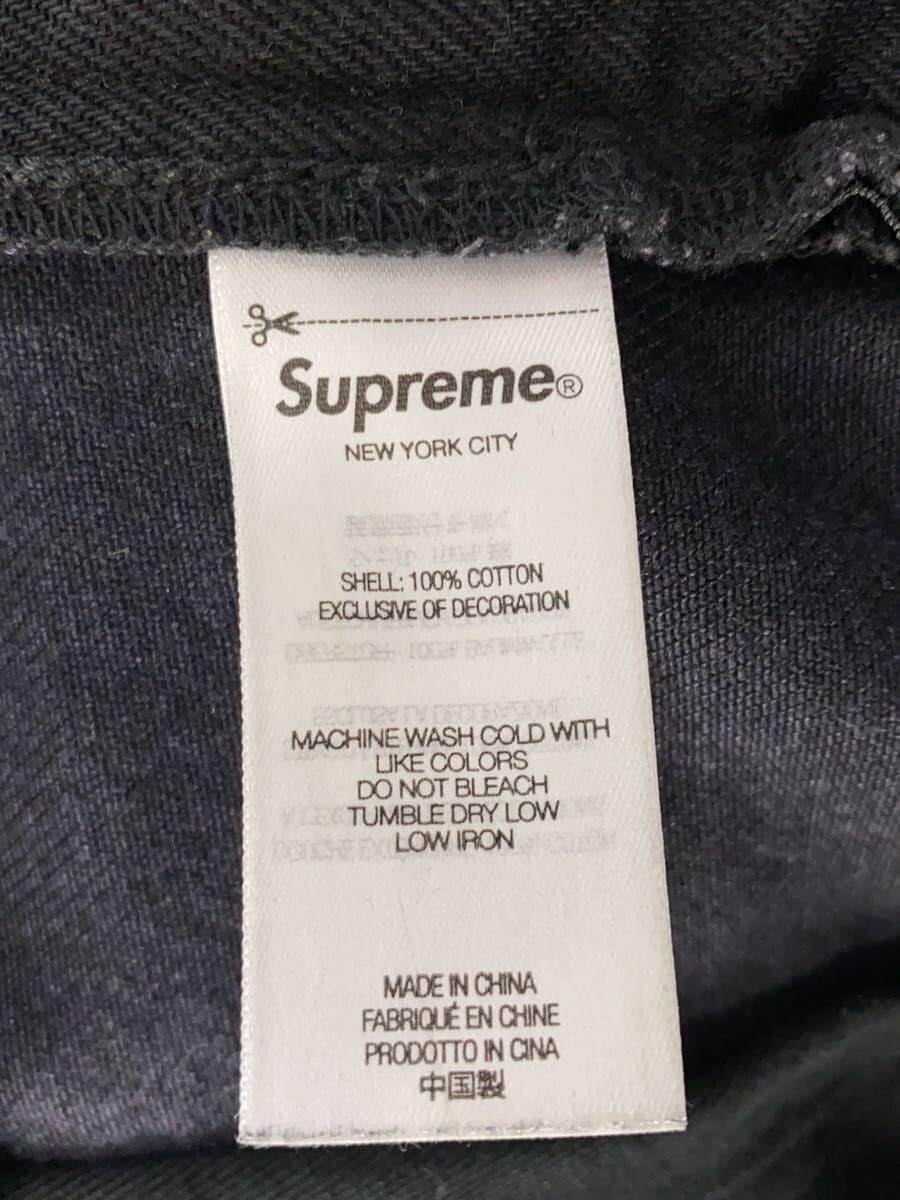 Supreme®
NEW YORK CITY
SHELL: 100% COTTON
EXCLUSIVE OF DECORATION
MACHINE WASH COLD WITH
LIKE COLORS
DO NOT BLEACH
TUMBLE DRY LOW
LOW IRON
MADE IN CHINA
FABRIQUÉ EN CHINE
PRODOTTO IN CINA
中国製